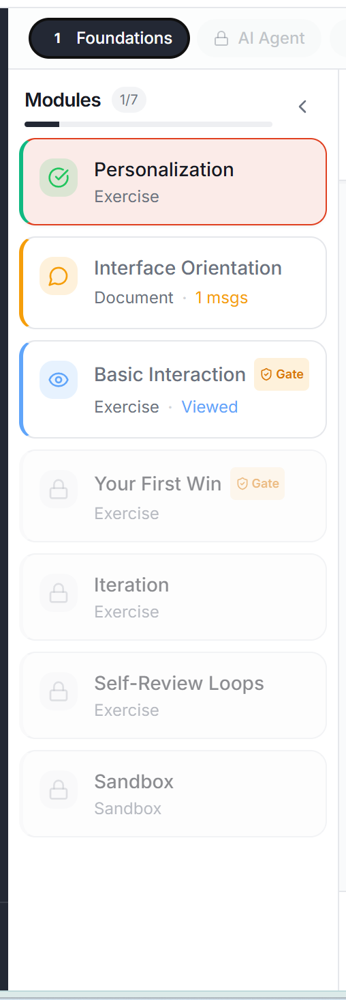 1 Foundations AI Agent
Modules 1/7
Personalization
Exercise
Interface Orientation
Document · 1 msgs
Basic Interaction Gate
Exercise · Viewed
Your First Win Gate
Exercise
Iteration
Exercise
Self-Review Loops
Exercise
Sandbox
Sandbox